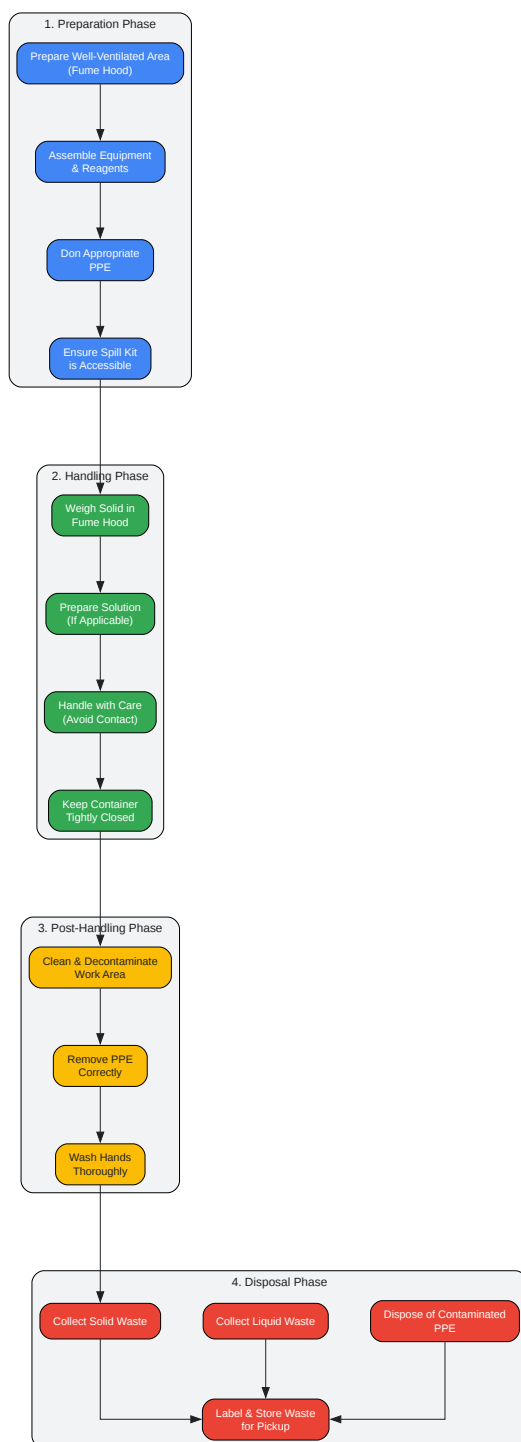 1. Preparation Phase
Prepare Well-Ventilated Area
(Fume Hood)
Assemble Equipment
& Reagents
Don Appropriate
PPE
Ensure Spill Kit
is Accessible
2. Handling Phase
Weigh Solid in
Fume Hood
Prepare Solution
(If Applicable)
Handle with Care
(Avoid Contact)
Keep Container
Tightly Closed
3. Post-Handling Phase
Clean & Decontaminate
Work Area
Remove PPE
Correctly
Wash Hands
Thoroughly
4. Disposal Phase
Collect Solid Waste
Collect Liquid Waste
Dispose of Contaminated
PPE
Label & Store Waste
for Pickup